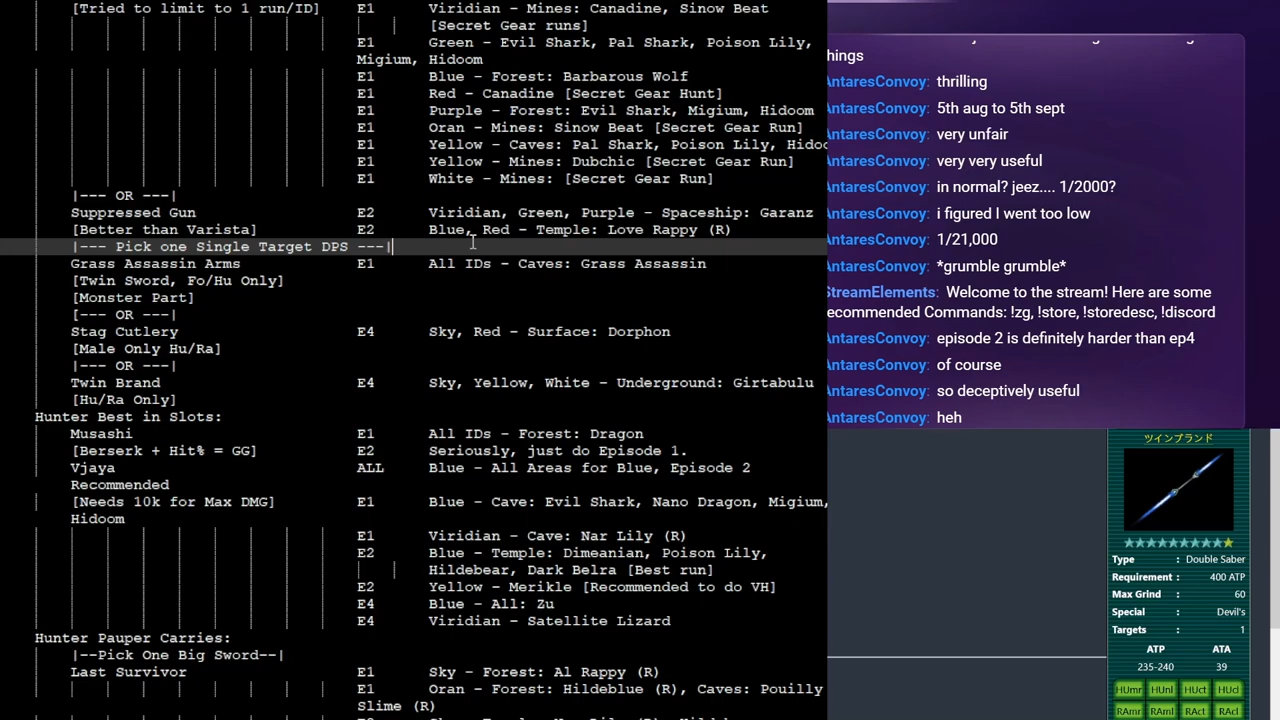 [Tried to limit to 1 run/ID] E1 Viridian - Mines: Canadine, Sinow Beat
[Secret Gear runs]
E1 Green - Evil Shark, Pal Shark, Poison Lily,
Migium, Hidoom
E1 Blue - Forest: Barbarous Wolf
E1 Red - Canadine [Secret Gear Hunt]
E1 Purple - Forest: Evil Shark, Migium, Hidoom
E1 Oran - Mines: Sinow Beat [Secret Gear Run]
E1 Yellow - Caves: Pal Shark, Poison Lily, Hidoo
E1 Yellow - Mines: Dubchic [Secret Gear Run]
E1 White - Mines: [Secret Gear Run]
|--- OR ---|
Suppressed Gun E2 Viridian, Green, Purple - Spaceship: Garanz
[Better than Varista] E2 Blue, Red - Temple: Love Rappy (R)
|--- Pick one Single Target DPS ---|
Grass Assassin Arms E1 All IDs - Caves: Grass Assassin
[Twin Sword, Fo/Hu Only]
[Monster Part]
[--- OR ---|
Stag Cutlery E4 Sky, Red - Surface: Dorphon
[Male Only Hu/Ra]
|--- OR ---|
Twin Brand E4 Sky, Yellow, White - Underground: Girtabulu
[Hu/Ra Only]
Hunter Best in Slots:
Musashi E1 All IDs - Forest: Dragon
[Berserk + Hit% = GG] E2 Seriously, just do Episode 1.
Vjaya ALL Blue - All Areas for Blue, Episode 2
Recommended
[Needs 10k for Max DMG] E1 Blue - Cave: Evil Shark, Nano Dragon, Migium,
Hidoom
E1 Viridian - Cave: Nar Lily (R)
E2 Blue - Temple: Dimeanian, Poison Lily,
Hildebear, Dark Belra [Best run]
E2 Yellow - Merikle [Recommended to do VH]
E4 Blue - All: Zu
E4 Viridian - Satellite Lizard
Hunter Pauper Carries:
|--Pick One Big Sword--|
Last Survivor E1 Sky - Forest: Al Rappy (R)
E1 Oran - Forest: Hildeblue (R), Caves: Pouilly
Slime (R)
hings
AntaresConvoy: thrilling
AntaresConvoy: 5th aug to 5th sept
AntaresConvoy: very unfair
AntaresConvoy: very very useful
AntaresConvoy: in normal? jeez.... 1/2000?
AntaresConvoy: i figured I went too low
AntaresConvoy: 1/21,000
AntaresConvoy: *grumble grumble*
StreamElements: Welcome to the stream! Here are some
ecommended Commands: !zg, !store, !storedesc, !discord
AntaresConvoy: episode 2 is definitely harder than ep4
AntaresConvoy: of course
AntaresConvoy: so deceptively useful
AntaresConvoy: heh
ツインブランド
Type : Double Saber
Requirement : 400 ATP
Max Grind : 60
Special : Devil's
Targets : 1
ATP ATA
235-240 39
HUmr HUnl HUct HUcl
RAmr RAml RAct RAcl